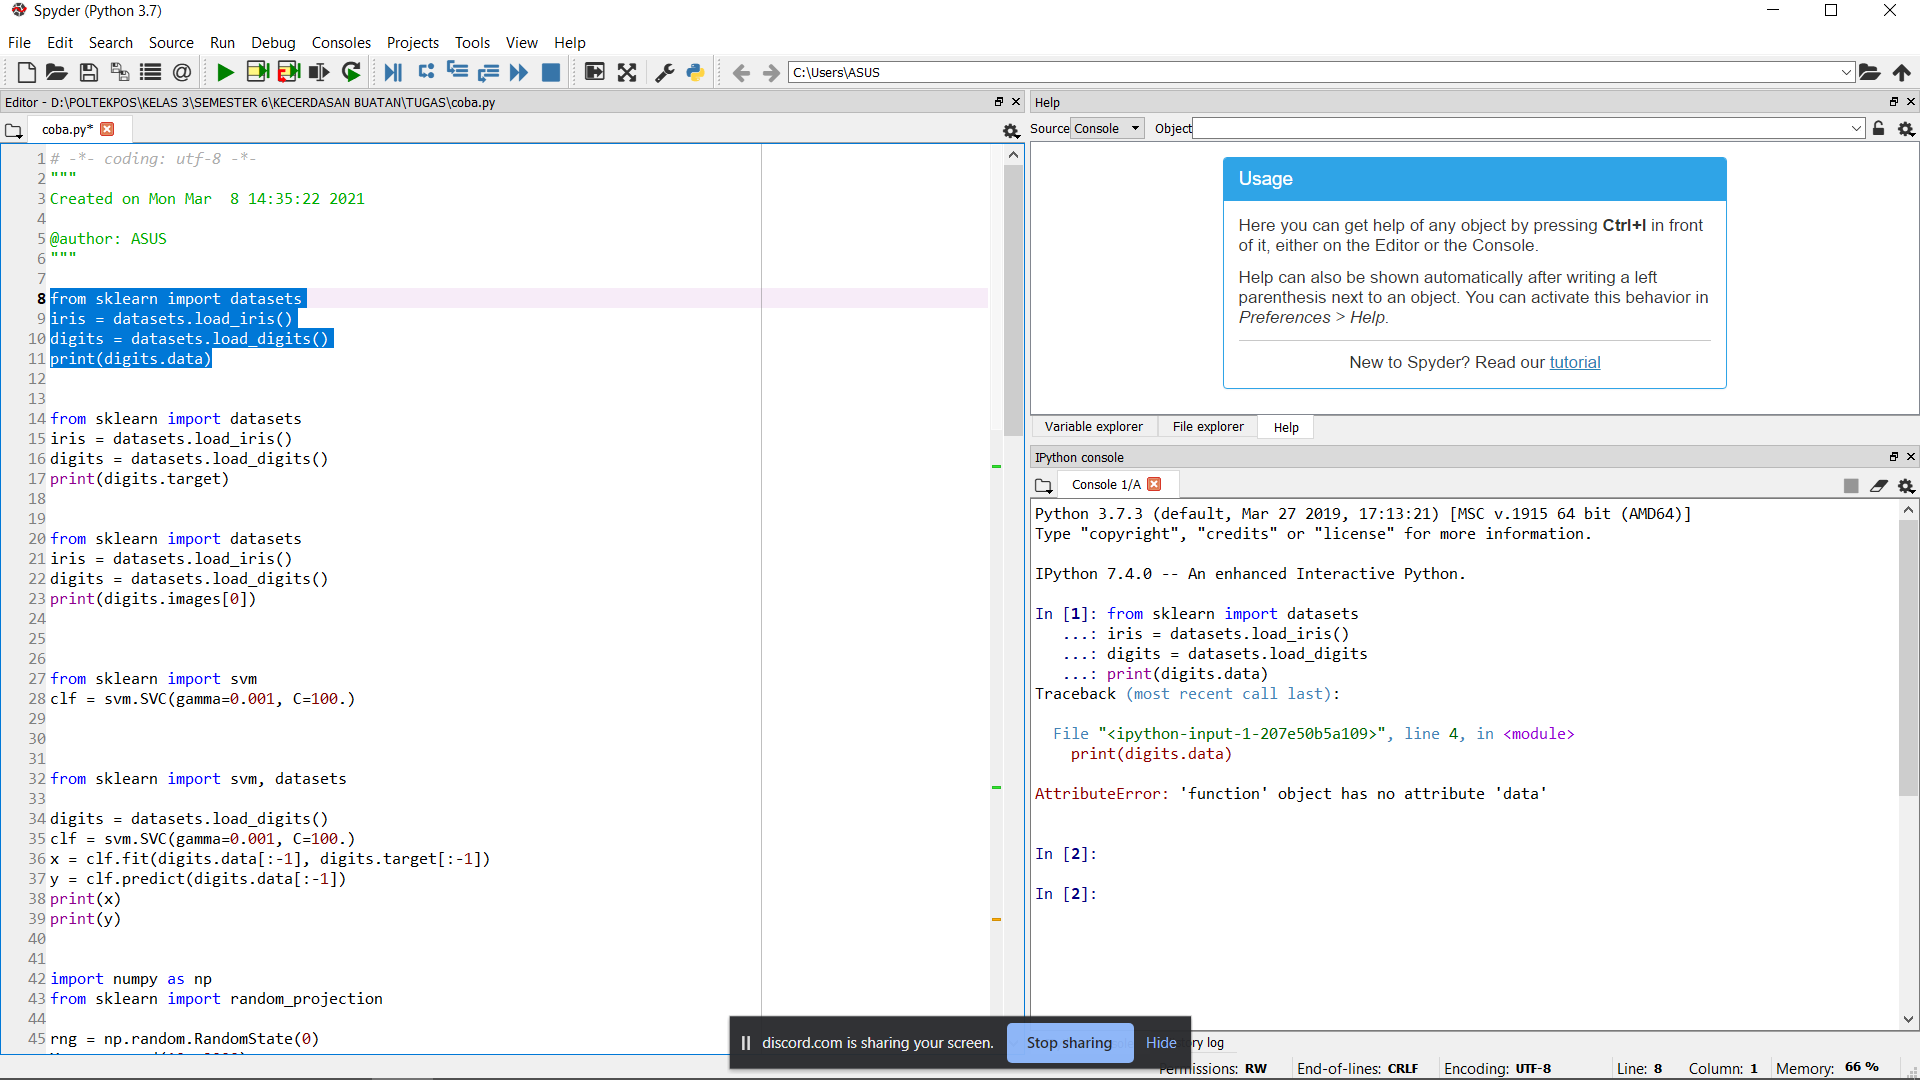 Spyder (Python 3.7)
File Edit Search Source Run Debug Consoles Projects Tools View Help
C:\Users\ASUS
Editor - D:\POLTEKPOS\KELAS 3\SEMESTER 6\KECERDASAN BUATAN\TUGAS\coba.py
coba.py*
1 # -*- coding: utf-8 -*-
2 """
3 Created on Mon Mar  8 14:35:22 2021
4
5 @author: ASUS
6 """
7
8 from sklearn import datasets
9 iris = datasets.load_iris()
10 digits = datasets.load_digits()
11 print(digits.data)
12
13
14 from sklearn import datasets
15 iris = datasets.load_iris()
16 digits = datasets.load_digits()
17 print(digits.target)
18
19
20 from sklearn import datasets
21 iris = datasets.load_iris()
22 digits = datasets.load_digits()
23 print(digits.images[0])
24
25
26
27 from sklearn import svm
28 clf = svm.SVC(gamma=0.001, C=100.)
29
30
31
32 from sklearn import svm, datasets
33
34 digits = datasets.load_digits()
35 clf = svm.SVC(gamma=0.001, C=100.)
36 x = clf.fit(digits.data[:-1], digits.target[:-1])
37 y = clf.predict(digits.data[:-1])
38 print(x)
39 print(y)
40
41
42 import numpy as np
43 from sklearn import random_projection
44
45 rng = np.random.RandomState(0)
Help
Source Console Object
Usage
Here you can get help of any object by pressing Ctrl+I in front
of it, either on the Editor or the Console.
Help can also be shown automatically after writing a left
parenthesis next to an object. You can activate this behavior in
Preferences > Help.
New to Spyder? Read our tutorial
Variable explorer File explorer Help
IPython console
Console 1/A
Python 3.7.3 (default, Mar 27 2019, 17:13:21) [MSC v.1915 64 bit (AMD64)]
Type "copyright", "credits" or "license" for more information.
IPython 7.4.0 -- An enhanced Interactive Python.
In [1]: from sklearn import datasets
...: iris = datasets.load_iris()
...: digits = datasets.load_digits
...: print(digits.data)
Traceback (most recent call last):
File "<ipython-input-1-207e50b5a109>", line 4, in <module>
print(digits.data)
AttributeError: 'function' object has no attribute 'data'
In [2]:
In [2]:
discord.com is sharing your screen. Stop sharing Hide
log
Permissions: RW End-of-lines: CRLF Encoding: UTF-8 Line: 8 Column: 1 Memory: 66 %